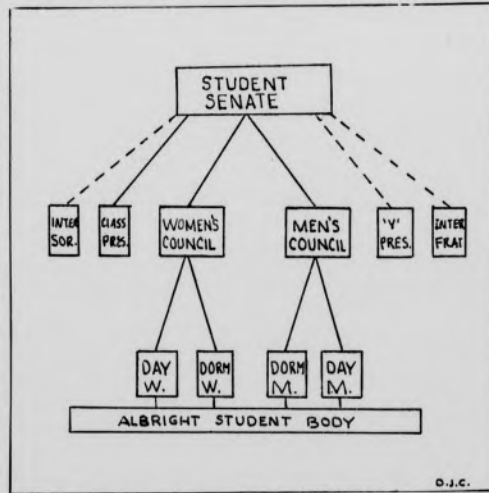 STUDENT
SENATE
INTER
SOR.
CLASS
PRES.
WOMEN'S
COUNCIL
MEN'S
COUNCIL
'Y'
PRES.
INTER
FRAT
DAY
W.
DORM
W.
DORM
M.
DAY
M.
ALBRIGHT STUDENT BODY
D.J.C.